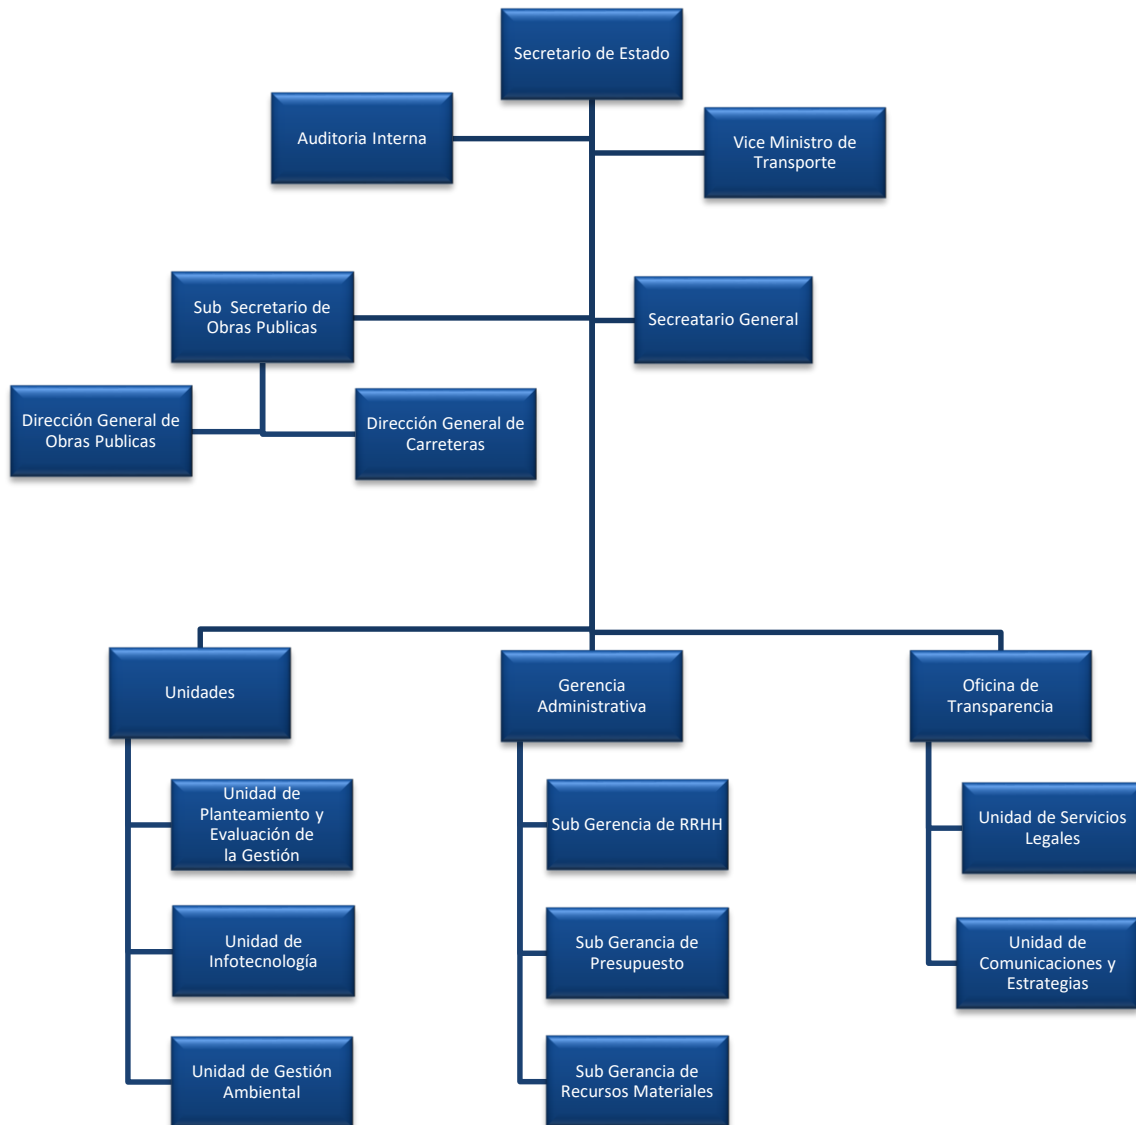 Secretario de Estado
Auditoria Interna
Vice Ministro de
Transporte
Sub  Secretario de
Obras Publicas
Secreatario General
Dirección General de
Obras Publicas
Dirección General de
Carreteras
Unidades
Gerencia
Administrativa
Oficina de
Transparencia
Unidad de
Planteamiento y
Evaluación de
la Gestión
Sub Gerencia de RRHH
Unidad de Servicios
Legales
Unidad de
Infotecnología
Sub Gerancia de
Presupuesto
Unidad de
Comunicaciones y
Estrategias
Unidad de Gestión
Ambiental
Sub Gerancia de
Recursos Materiales